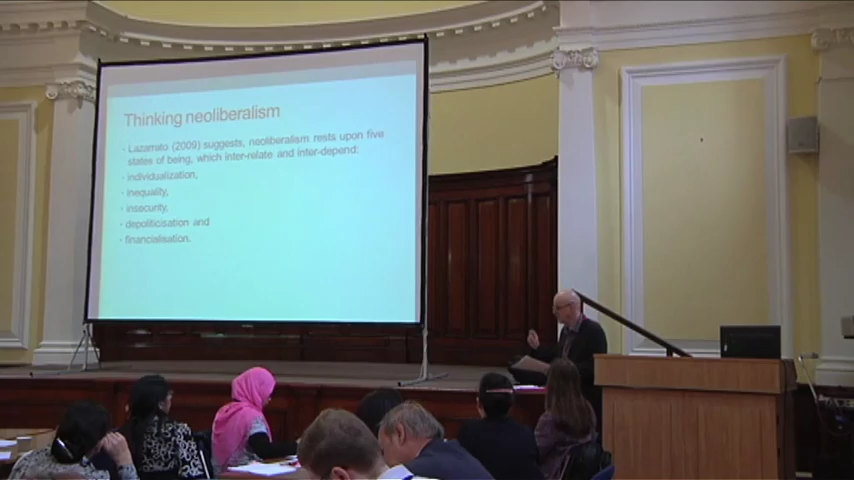 Thinking neoliberalism
· Lazarrato (2009) suggests, neoliberalism rests upon five
states of being, which inter-relate and inter-depend:
· individualization,
· inequality,
· insecurity,
· depoliticisation and
· financialisation.